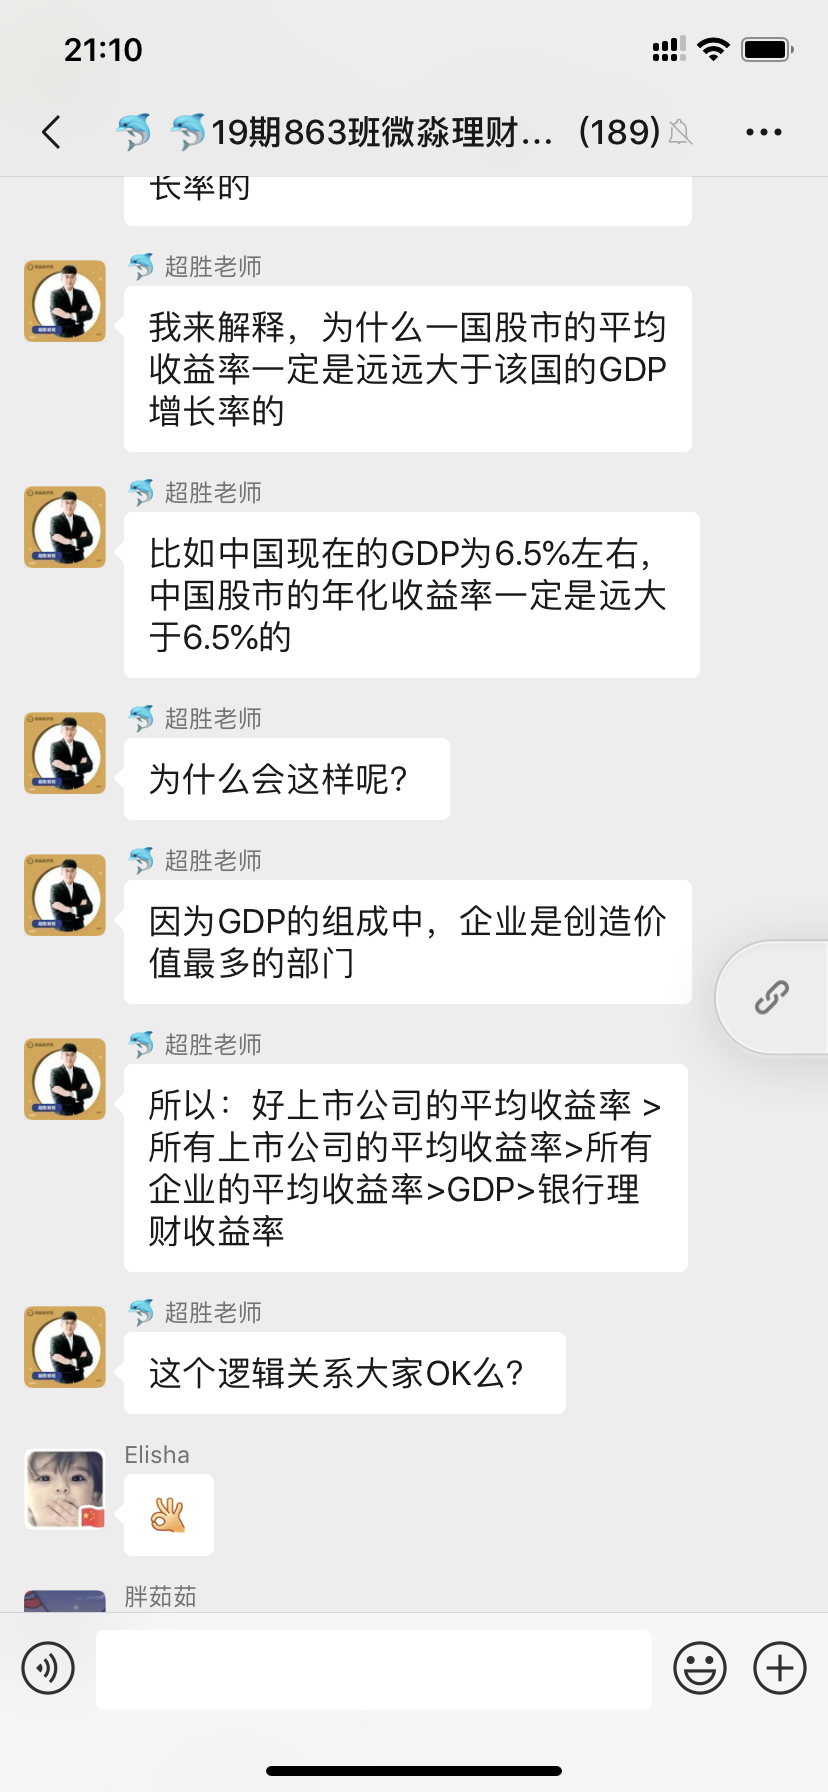 21:10
19期863班微淼理财... (189)
长率的
超胜老师
我来解释，为什么一国股市的平均
收益率一定是远远大于该国的GDP
增长率的
超胜老师
比如中国现在的GDP为6.5%左右，
中国股市的年化收益率一定是远大
于6.5%的
超胜老师
为什么会这样呢?
超胜老师
因为GDP的组成中，企业是创造价
值最多的部门
超胜老师
所以：好上市公司的平均收益率 >
所有上市公司的平均收益率>所有
企业的平均收益率>GDP>银行理
财收益率
超胜老师
这个逻辑关系大家OK么?
Elisha
胖茹茹